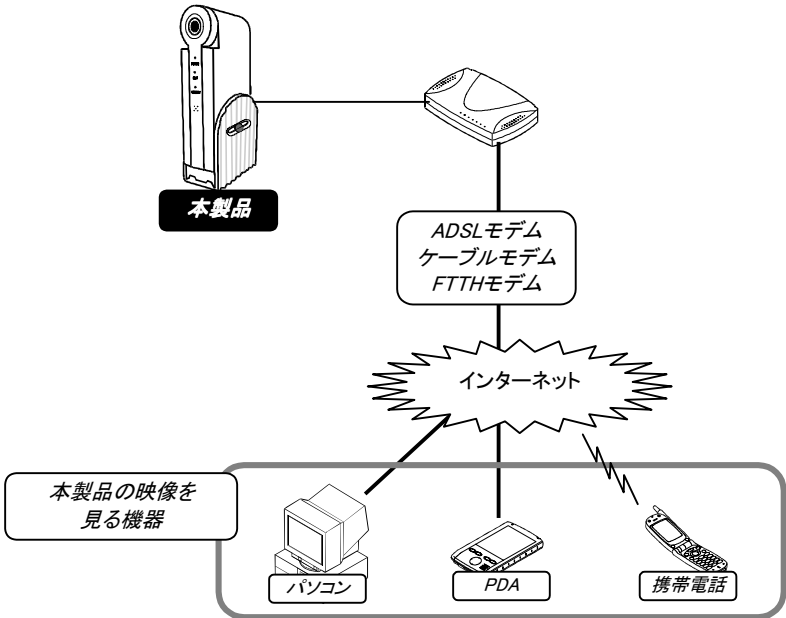 本製品
ADSLモデム
ケーブルモデム
FTTHモデム
インターネット
本製品の映像を
見る機器
パソコン
PDA
携帯電話